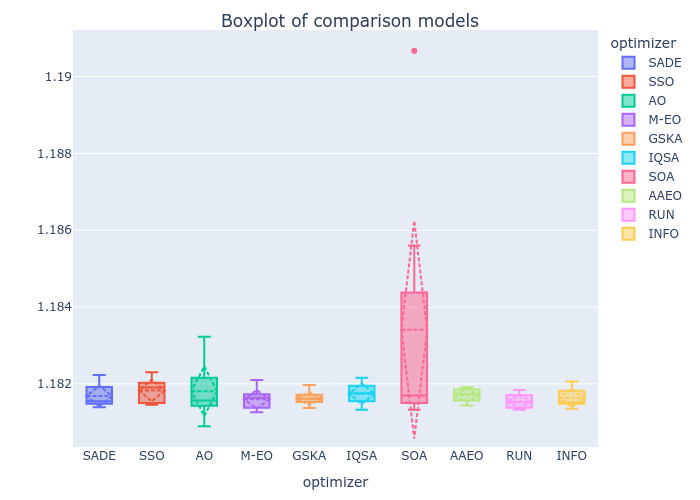 Boxplot of comparison models
optimizer
SADE
SSO
AO
M-EO
GSKA
IQSA
SOA
AAEO
RUN
INFO
1.19
1.188
1.186
1.184
1.182
SADE SSO AO M-EO GSKA IQSA SOA AAEO RUN INFO
optimizer